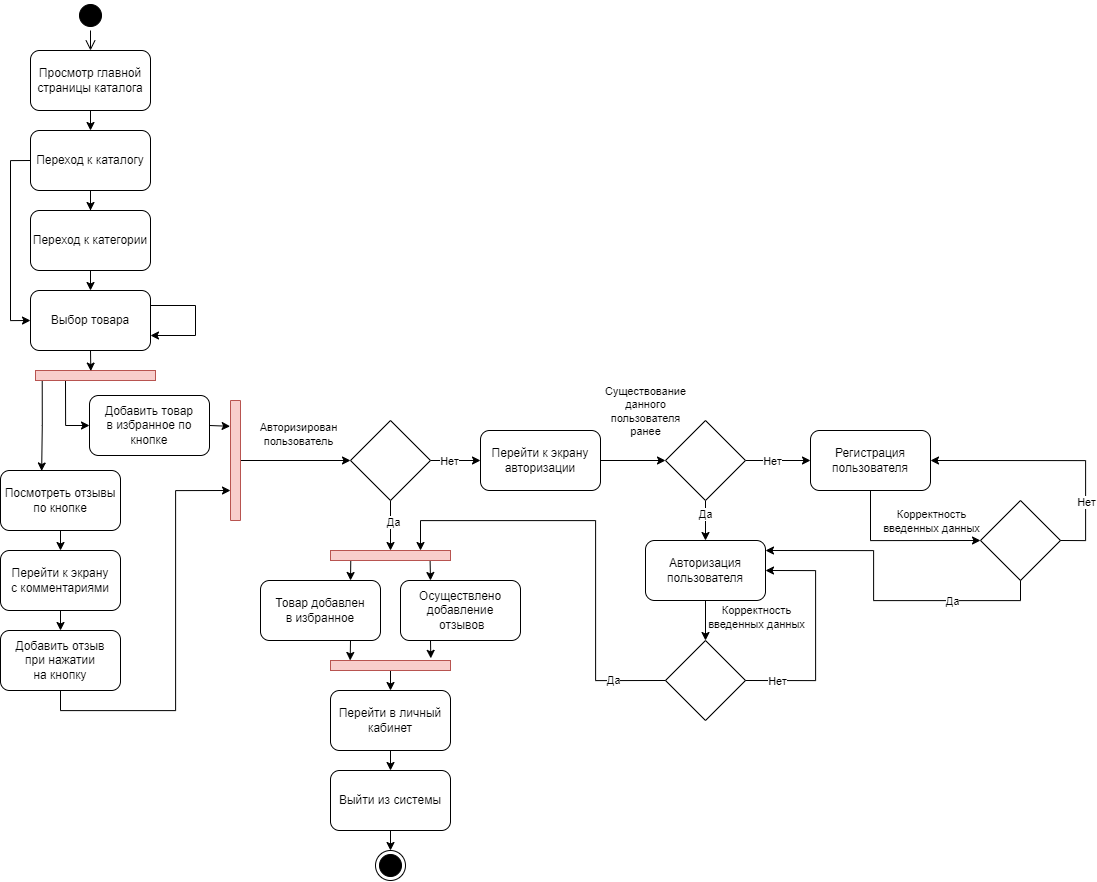 Просмотр главной
страницы каталога
Переход к каталогу
Переход к категории
Выбор товара
Добавить товар
в избранное по
кнопке
Посмотреть отзывы
по кнопке
Перейти к экрану
с комментариями
Добавить отзыв
при нажатии
на кнопку
Авторизирован
пользователь
Нет
Да
Перейти к экрану
авторизации
Существование
данного
пользователя
ранее
Нет
Да
Регистрация
пользователя
Корректность
введенных данных
Нет
Да
Авторизация
пользователя
Корректность
введенных данных
Нет
Да
Товар добавлен
в избранное
Осуществлено
добавление
отзывов
Перейти в личный
кабинет
Выйти из системы